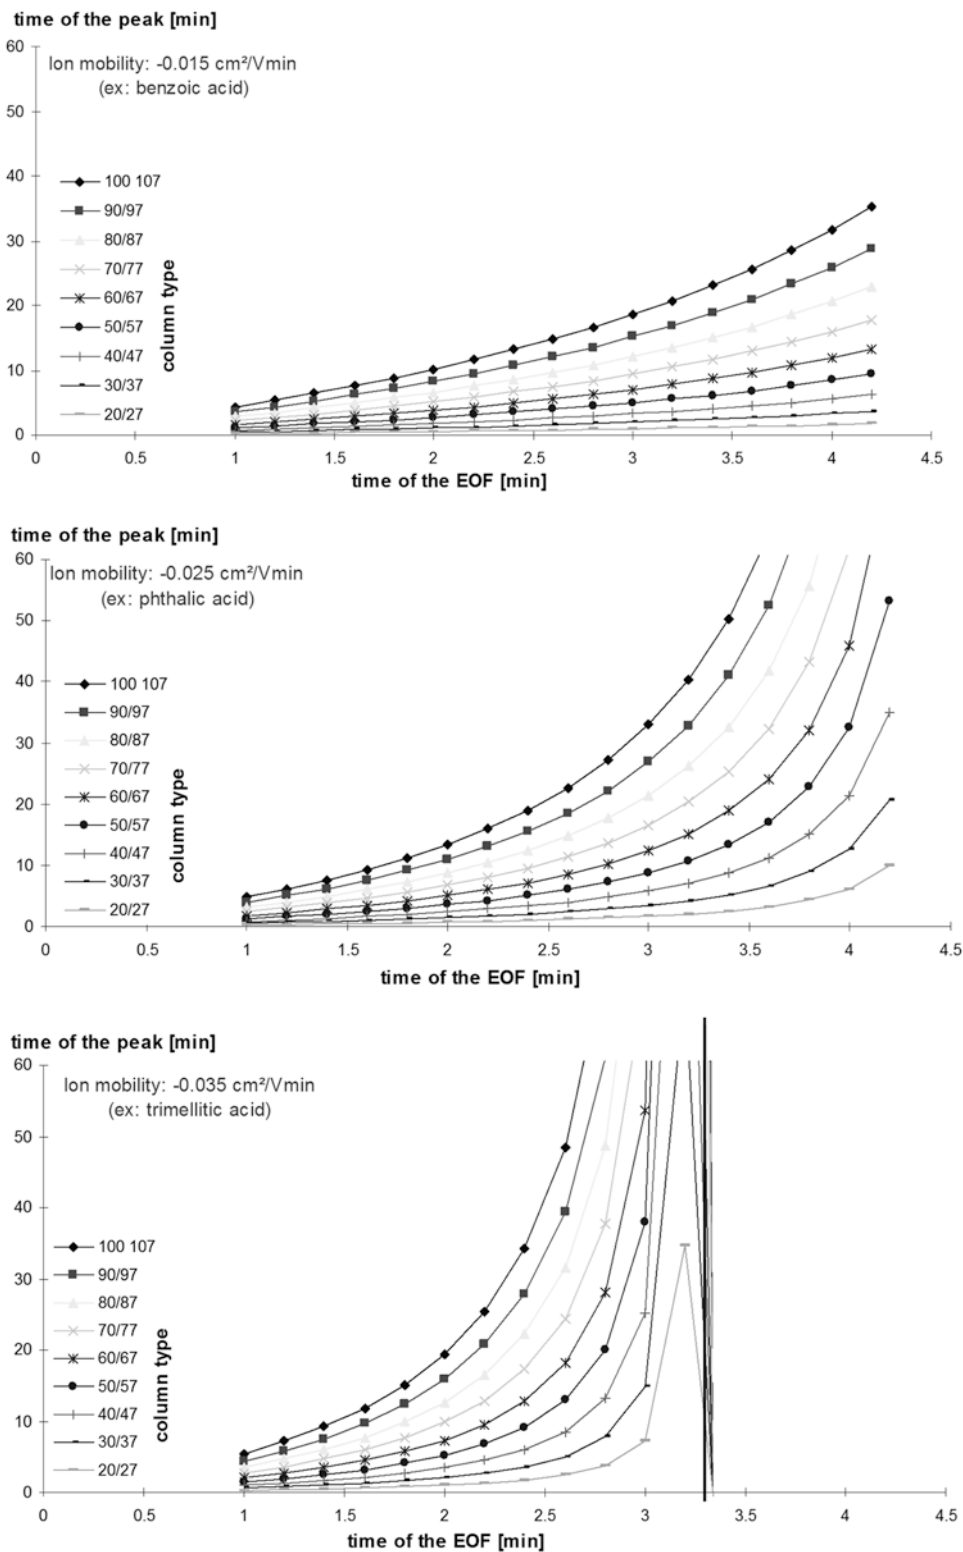 time of the peak [min]
60
Ion mobility: -0.015 cm²/Vmin
(ex: benzoic acid)
50
40
100 107
90/97
30
80/87
70/77
20
60/67
50/57
10
40/47
30/37
20/27
0
column type
0 0.5 1 1.5 2 2.5 3 3.5 4 4.5
time of the EOF [min]
time of the peak [min]
60
Ion mobility: -0.025 cm²/Vmin
(ex: phthalic acid)
50
40
100 107
90/97
80/87
30
70/77
60/67
20
50/57
40/47
10
30/37
20/27
0
column type
0 0.5 1 1.5 2 2.5 3 3.5 4 4.5
time of the EOF [min]
time of the peak [min]
60
Ion mobility: -0.035 cm²/Vmin
(ex: trimellitic acid)
50
40
100 107
90/97
30
80/87
70/77
60/67
20
50/57
40/47
10
30/37
20/27
0
column type
0 0.5 1 1.5 2 2.5 3 3.5 4 4.5
time of the EOF [min]